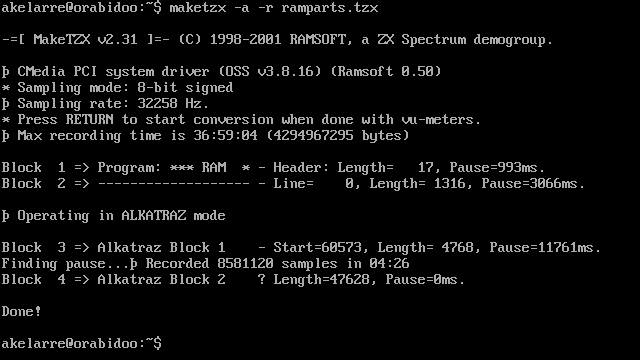 akelarre@orabidoo:~$ maketzx -a -r ramparts.tzx
-=[ MakeTZX v2.31 ]=- (C) 1998-2001 RAMSOFT, a ZX Spectrum demogroup.
þ CMedia PCI system driver (OSS v3.8.16) (Ramsoft 0.50)
* Sampling mode: 8-bit signed
þ Sampling rate: 32258 Hz.
* Press RETURN to start conversion when done with vu-meters.
þ Max recording time is 36:59:04 (4294967295 bytes)
Block  1 => Program: *** RAM  * - Header: Length=   17, Pause=993ms.
Block  2 => ------------------- - Line=    0, Length= 1316, Pause=3066ms.
þ Operating in ALKATRAZ mode
Block  3 => Alkatraz Block 1    - Start=60573, Length= 4768, Pause=11761ms.
Finding pause...þ Recorded 8581120 samples in 04:26
Block  4 => Alkatraz Block 2    ? Length=47628, Pause=0ms.
Done!
akelarre@orabidoo:~$